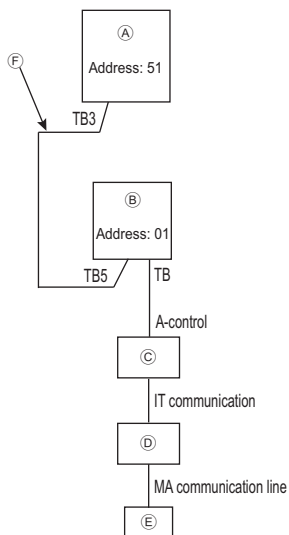 Ⓐ
Address: 51
Ⓕ
TB3
Ⓑ
Address: 01
TB5
TB
A-control
Ⓒ
IT communication
Ⓓ
MA communication line
Ⓔ